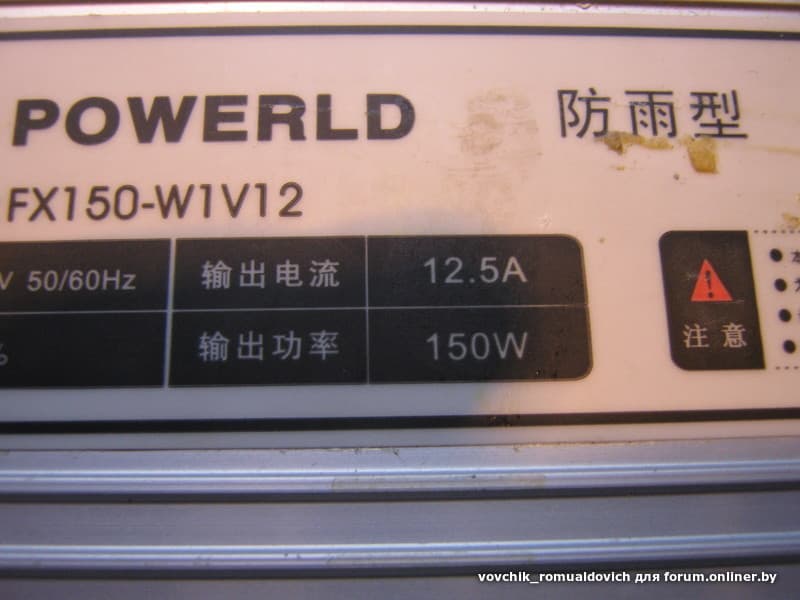 POWERLD 防雨型
FX150-W1V12
V 50/60Hz 输出电流 12.5A
% 输出功率 150W
注意
vovchik_romualdovich для forum.onliner.by